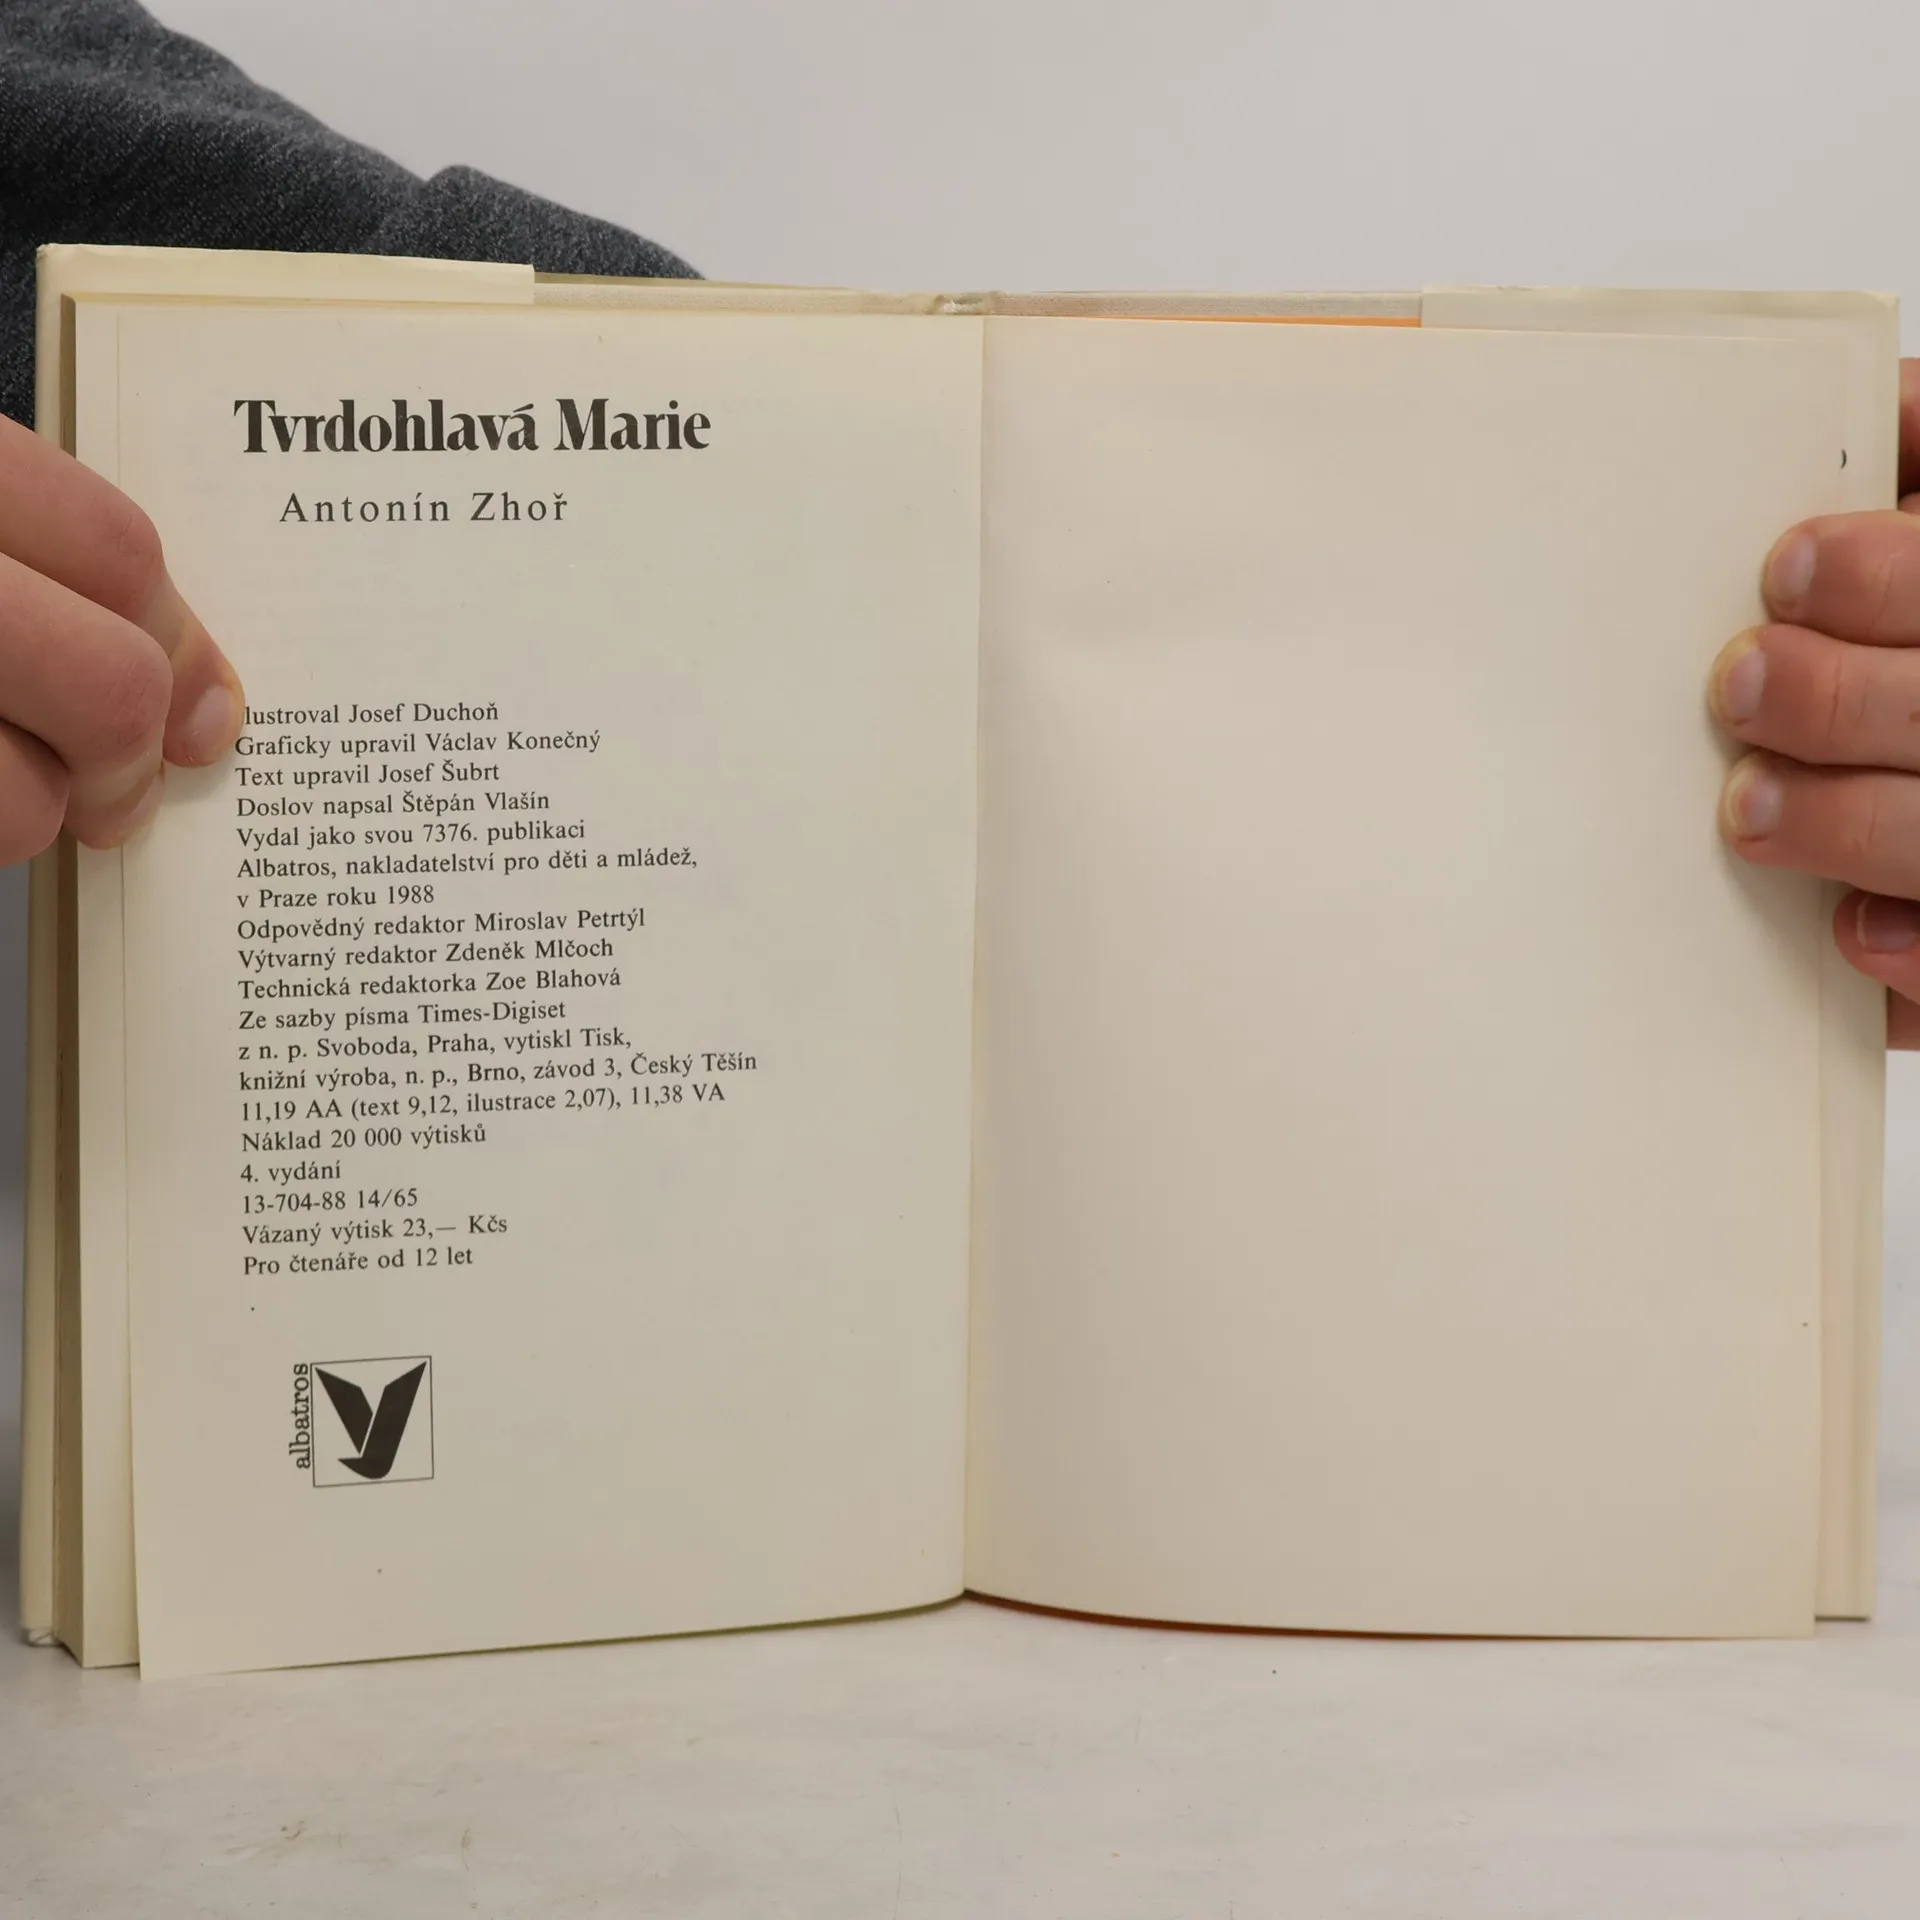 Tvrdohlavá Marie
Antonín Zhoř
lustroval Josef Duchoň
Graficky upravil Václav Konečný
Text upravil Josef Šubrt
Doslov napsal Štěpán Vlašín
Vydal jako svou 7376. publikaci
Albatros, nakladatelství pro děti a mládež,
v Praze roku 1988
Odpovědný redaktor Miroslav Petrtýl
Výtvarný redaktor Zdeněk Mlčoch
Technická redaktorka Zoe Blahová
Ze sazby písma Times-Digiset
z n. p. Svoboda, Praha, vytiskl Tisk,
knižní výroba, n. p., Brno, závod 3, Český Těšín
11,19 AA (text 9,12, ilustrace 2,07), 11,38 VA
Náklad 20 000 výtisků
4. vydání
13-704-88 14/65
Vázaný výtisk 23,— Kčs
Pro čtenáře od 12 let
albatros